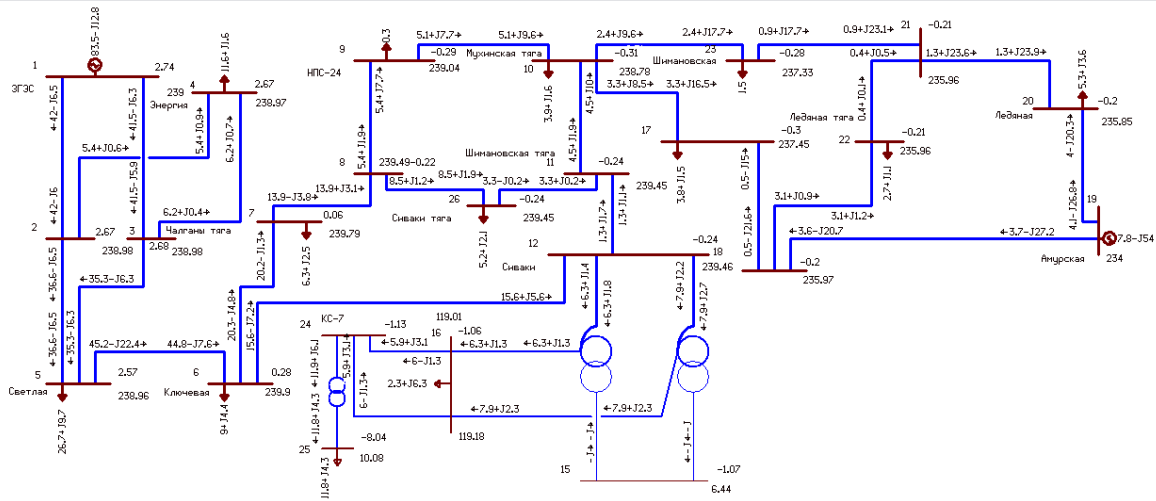 83.5-J12.8
1
2.74
ЗГЭС
239
Энергия
4
2.67
238.97
J1.6+J1.6
←42-J6.5
←41.5-J6.3
5.4+J0.9→
6.2+J0.7→
5.4+J0.6→
←42-J6
←41.5-J5.9
6.2+J0.4→
Чалганы тяга
2
2.67
238.98
3
2.68
238.98
←36.6-J6.5
←35.3-J6.3
←36.6-J6.5
←35.3-J6.3
45.2-J22.4→
44.8-J7.6→
5
2.57
238.96
Светлая
26.7+J9.7
6
0.28
239.9
Ключевая
9+J4.4
20.3-J4.8→
J5.6-J7.2→
20.2-J1.3→
7
0.06
239.79
6.3+J2.5
13.9-J3.8→
13.9+J3.1→
15.6+J5.6→
9
0.3
-0.29
239.04
НПС-24
5.1+J7.7→
5.1+J9.6→
5.4+J7.7→
5.4+J1.9→
8
239.49-0.22
8.5+J1.2→
8.5+J1.9→
26
-0.24
239.45
Сиваки тяга
5.2+J2.1
3.3-J0.2→
3.3+J0.2→
Мухинская тяга
10
-0.31
238.78
3.9+J1.6
4.5+J10→
4.5+J1.9→
Шимановская тяга
11
-0.24
239.45
1.3+J1.7→
1.3+J1.1→
2.4+J9.6→
2.4+J17.7→
3.3+J8.5→
3.3+J16.5→
23
-0.28
Шимановская
237.33
J.5
0.9+J17.7→
0.9+J23.1→
21
-0.21
235.96
0.4+J0.5→
0.4+J0.1→
1.3+J23.6→
1.3+J23.9→
17
-0.3
237.45
3.8+J1.5
Ледяная тяга
22
-0.21
235.96
2.7+J1.1
20
-0.2
Ледяная
235.85
5.3+J3.6
4-J20.3→
4.1-J26.8→
19
7.8-J54
Амурская
234
0.5-J15→
0.5-J21.6→
3.1+J0.9→
3.1+J1.2→
←3.6-J20.7
←3.7-J27.2
-0.2
235.97
12
Сиваки
-0.24
18
239.46
←6.3+J1.4
←6.3+J1.8
←7.9+J2.2
←7.9+J2.7
КС-7
24
-1.13
119.01
16
-1.06
←5.9+J3.1
←6.3+J1.3
←6.3+J1.3
←6-J1.3
2.3+J6.3
5.9+J3.1→
6-J1.3→
←J1.9+J6.1
←J1.8+J4.3
←7.9+J2.3
←7.9+J2.3
119.18
25
-8.04
10.08
J1.8+J4.3
←-J←-J
←-J←-J
15
-1.07
6.44